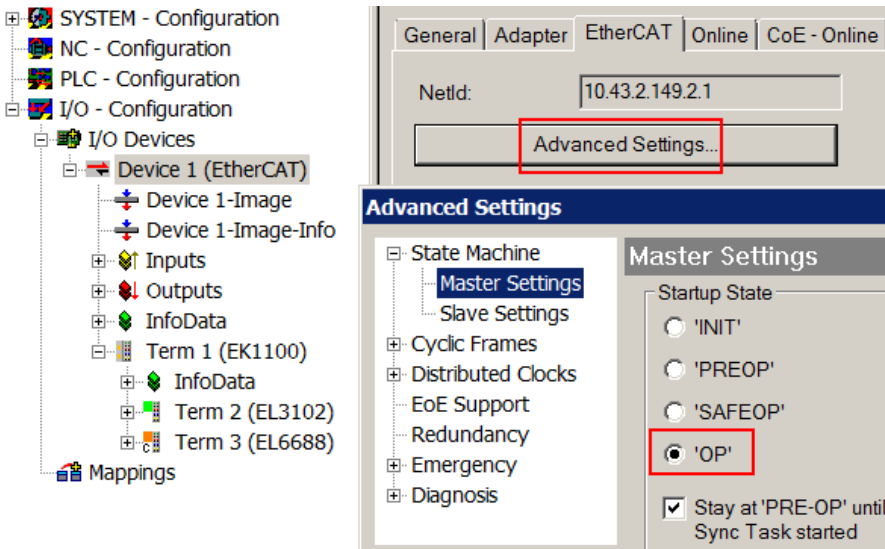 SYSTEM - Configuration
NC - Configuration
PLC - Configuration
I/O - Configuration
I/O Devices
Device 1 (EtherCAT)
Device 1-Image
Device 1-Image-Info
Inputs
Outputs
InfoData
Term 1 (EK1100)
InfoData
Term 2 (EL3102)
Term 3 (EL6688)
Mappings
General Adapter EtherCAT Online CoE - Online
NetId: 10.43.2.149.2.1
Advanced Settings...
Advanced Settings
State Machine
Master Settings
Slave Settings
Cyclic Frames
Distributed Clocks
EoE Support
Redundancy
Emergency
Diagnosis
Master Settings
Startup State
'INIT'
'PREOP'
'SAFEOP'
'OP'
Stay at 'PRE-OP' until
Sync Task started